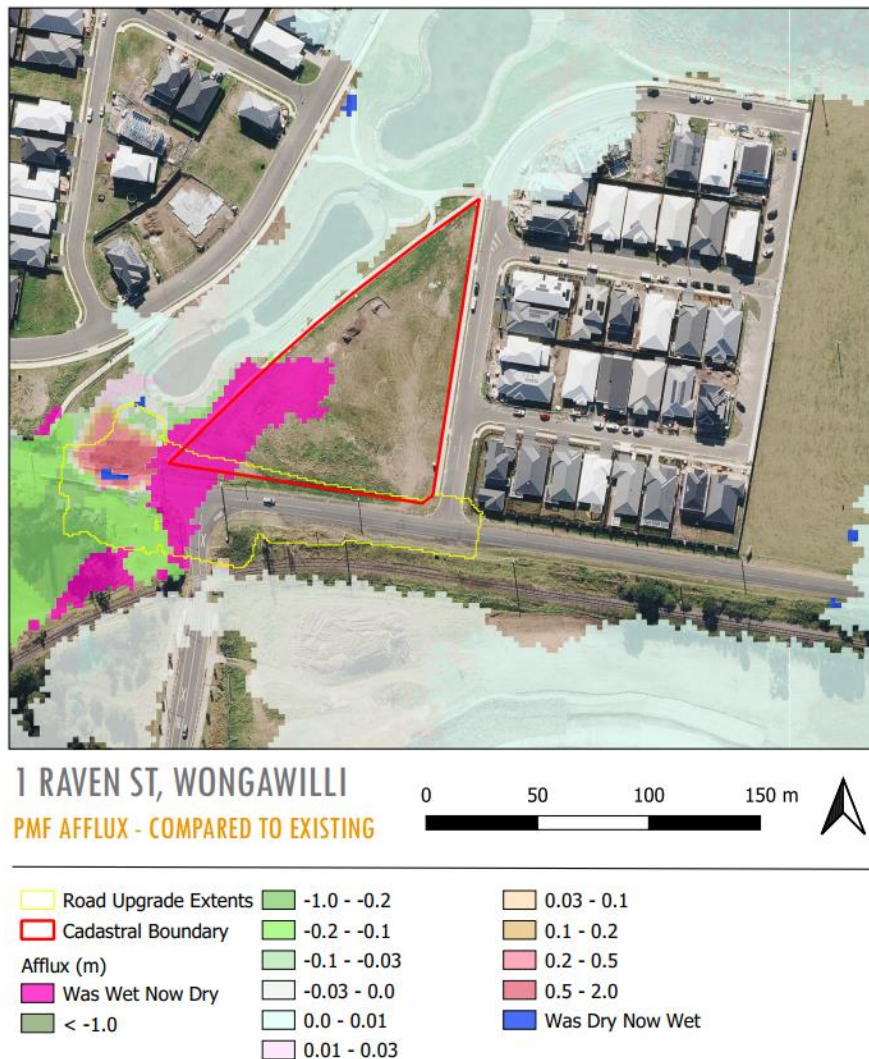 1 RAVEN ST, WONGAWILLI
PMF AFFLUX - COMPARED TO EXISTING
0 50 100 150 m
Road Upgrade Extents
Cadastral Boundary
Afflux (m)
Was Wet Now Dry
< -1.0
-1.0 - -0.2
-0.2 - -0.1
-0.1 - -0.03
-0.03 - 0.0
0.0 - 0.01
0.01 - 0.03
0.03 - 0.1
0.1 - 0.2
0.2 - 0.5
0.5 - 2.0
Was Dry Now Wet